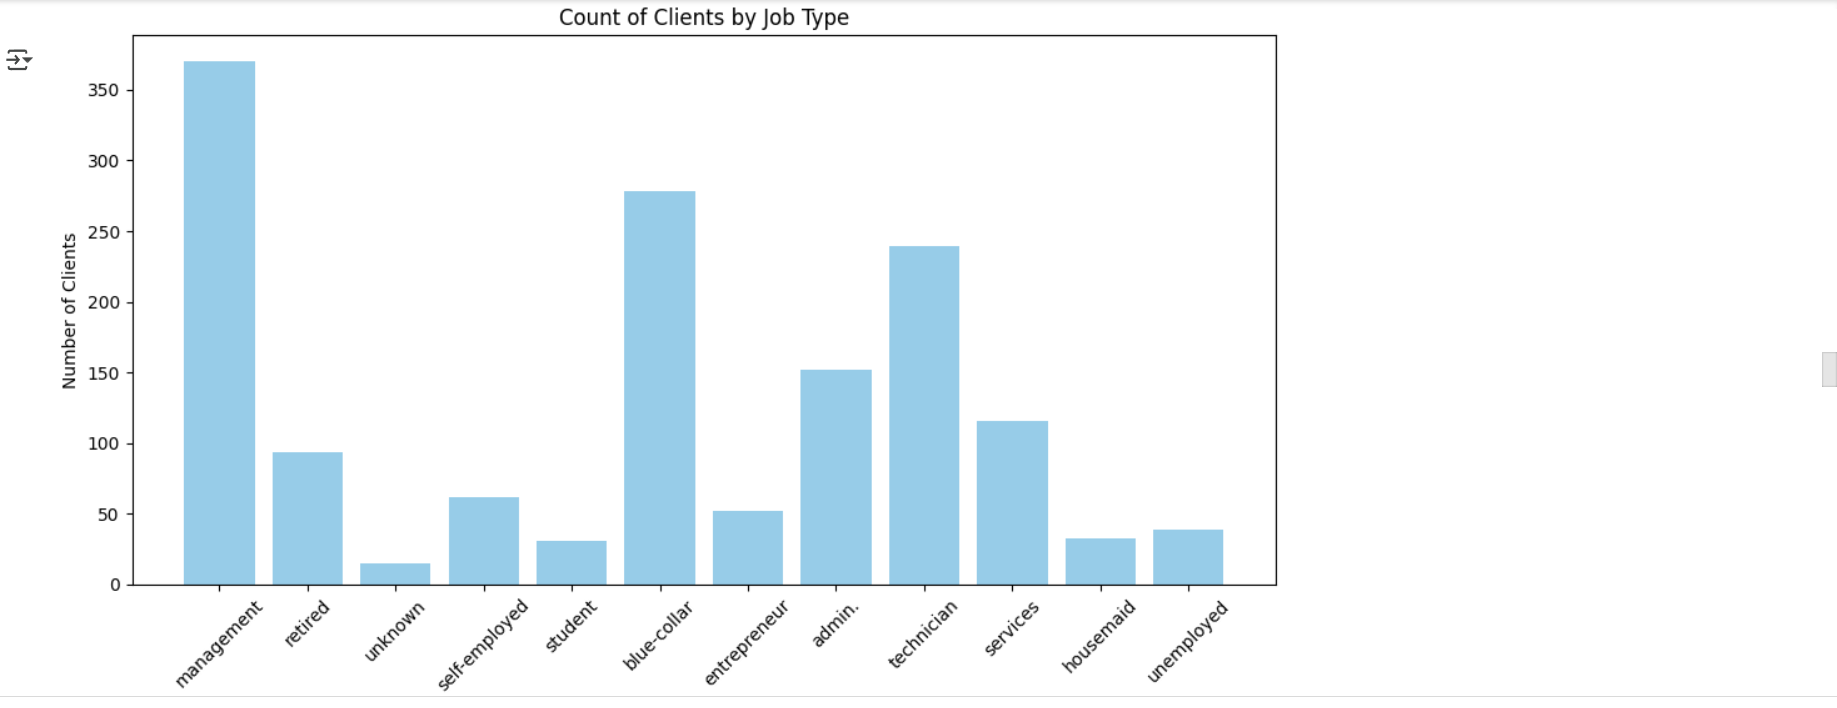 Count of Clients by Job Type
350
300
250
200
150
100
50
0
Number of Clients
management
retired
unknown
self-employed
student
blue-collar
entrepreneur
admin.
technician
services
housemaid
unemployed